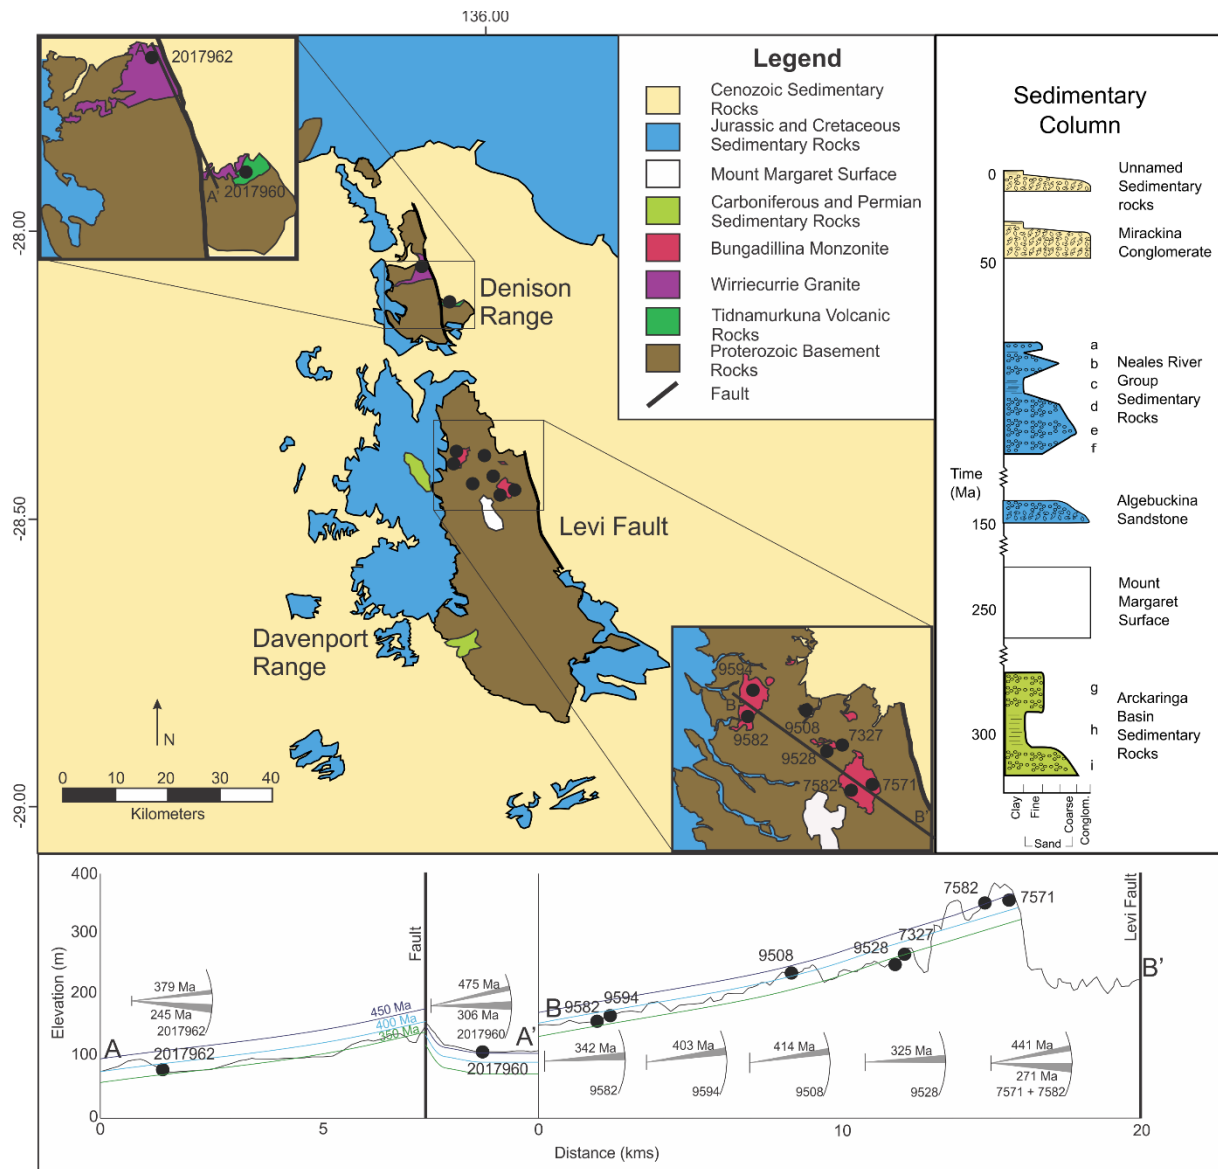 136.00
-28.00
-28.50
-29.00
A
2017962
A'
2017960
Legend
Cenozoic Sedimentary
Rocks
Jurassic and Cretaceous
Sedimentary Rocks
Mount Margaret Surface
Carboniferous and Permian
Sedimentary Rocks
Bungadillina Monzonite
Wirriecurrie Granite
Tidnamurkuna Volcanic
Rocks
Proterozoic Basement
Rocks
Fault
Denison
Range
Levi Fault
Davenport
Range
N
0 10 20 30 40
Kilometers
9594
B
9582
9508
9528
7327
7582
7571
B'
Sedimentary
Column
0
50
Time
(Ma)
150
250
300
Unnamed
Sedimentary
rocks
Mirackina
Conglomerate
a
b
c
d
e
f
Neales River
Group
Sedimentary
Rocks
Algebuckina
Sandstone
Mount
Margaret
Surface
g
h
i
Arckaringa
Basin
Sedimentary
Rocks
Clay
Fine
Coarse
Conglom.
Sand
Elevation (m)
400
300
200
100
0
379 Ma
245 Ma
2017962
A
2017962
450 Ma
400 Ma
350 Ma
Fault
475 Ma
306 Ma
2017960
A'
2017960
B
9582
9594
9508
9528
7327
7582
7571
Levi Fault
B'
342 Ma
9582
403 Ma
9594
414 Ma
9508
325 Ma
9528
441 Ma
271 Ma
7571 + 7582
0 5 0 10 20
Distance (kms)